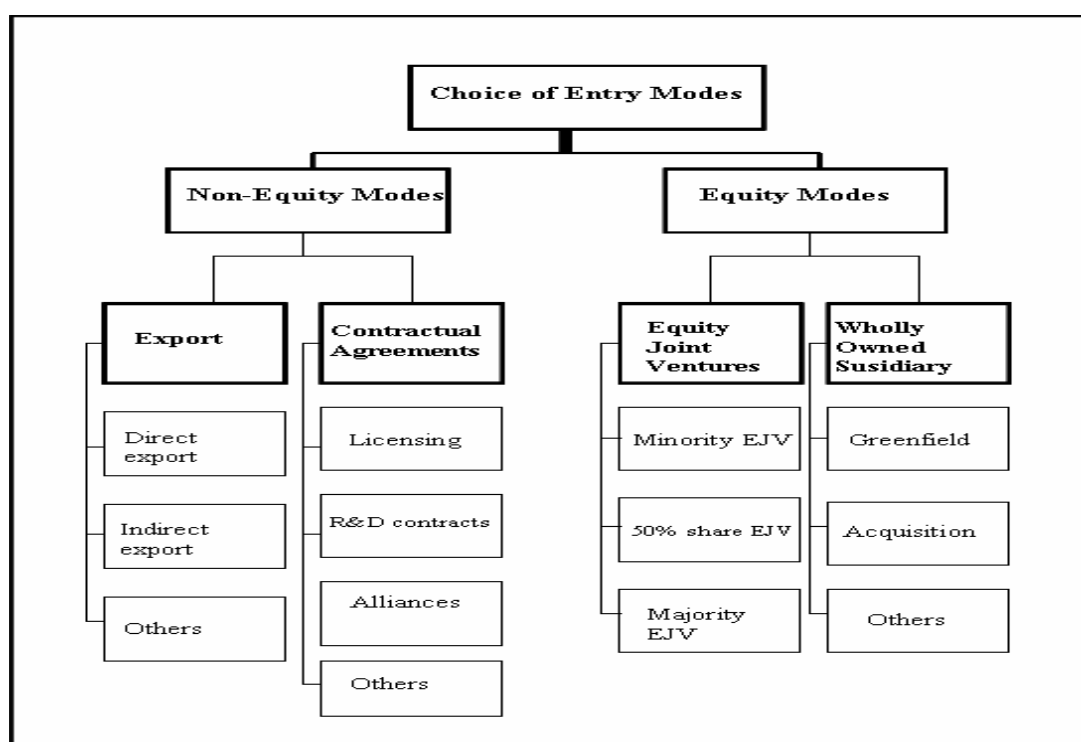 Choice of Entry Modes
Non-Equity Modes
Equity Modes
Export
Contractual
Agreements
Equity
Joint
Ventures
Wholly
Owned
Susidiary
Direct
export
Licensing
Minority EJV
Greenfield
Indirect
export
R&D contracts
50% share EJV
Acquisition
Others
Alliances
Majority
EJV
Others
Others